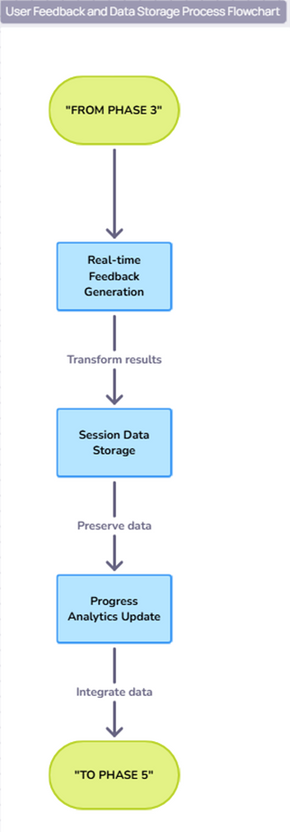 User Feedback and Data Storage Process Flowchart
"FROM PHASE 3"
Real-time
Feedback
Generation
Transform results
Session Data
Storage
Preserve data
Progress
Analytics Update
Integrate data
"TO PHASE 5"